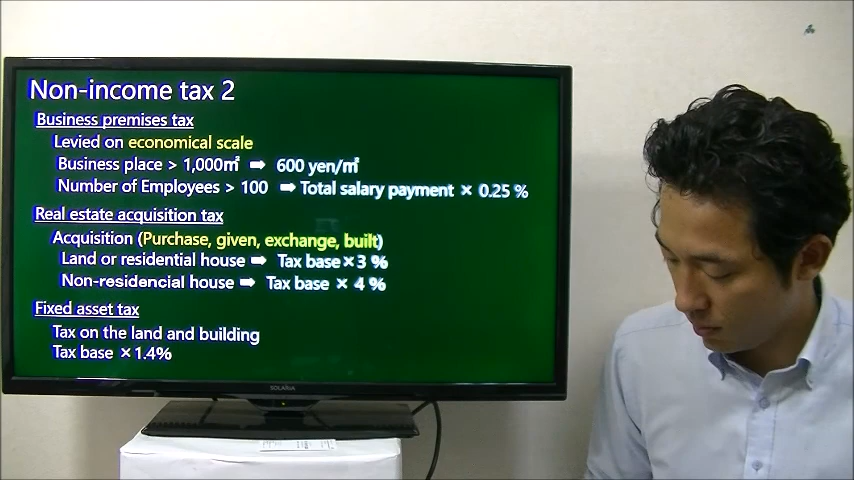 Non-income tax 2
Business premises tax
Levied on economical scale
Business place > 1,000㎡ ➡ 600 yen/㎡
Number of Employees > 100 ➡ Total salary payment × 0.25 %
Real estate acquisition tax
Acquisition (Purchase, given, exchange, built)
Land or residential house ➡ Tax base×3 %
Non-residencial house ➡ Tax base × 4 %
Fixed asset tax
Tax on the land and building
Tax base ×1.4%
SOLARIA